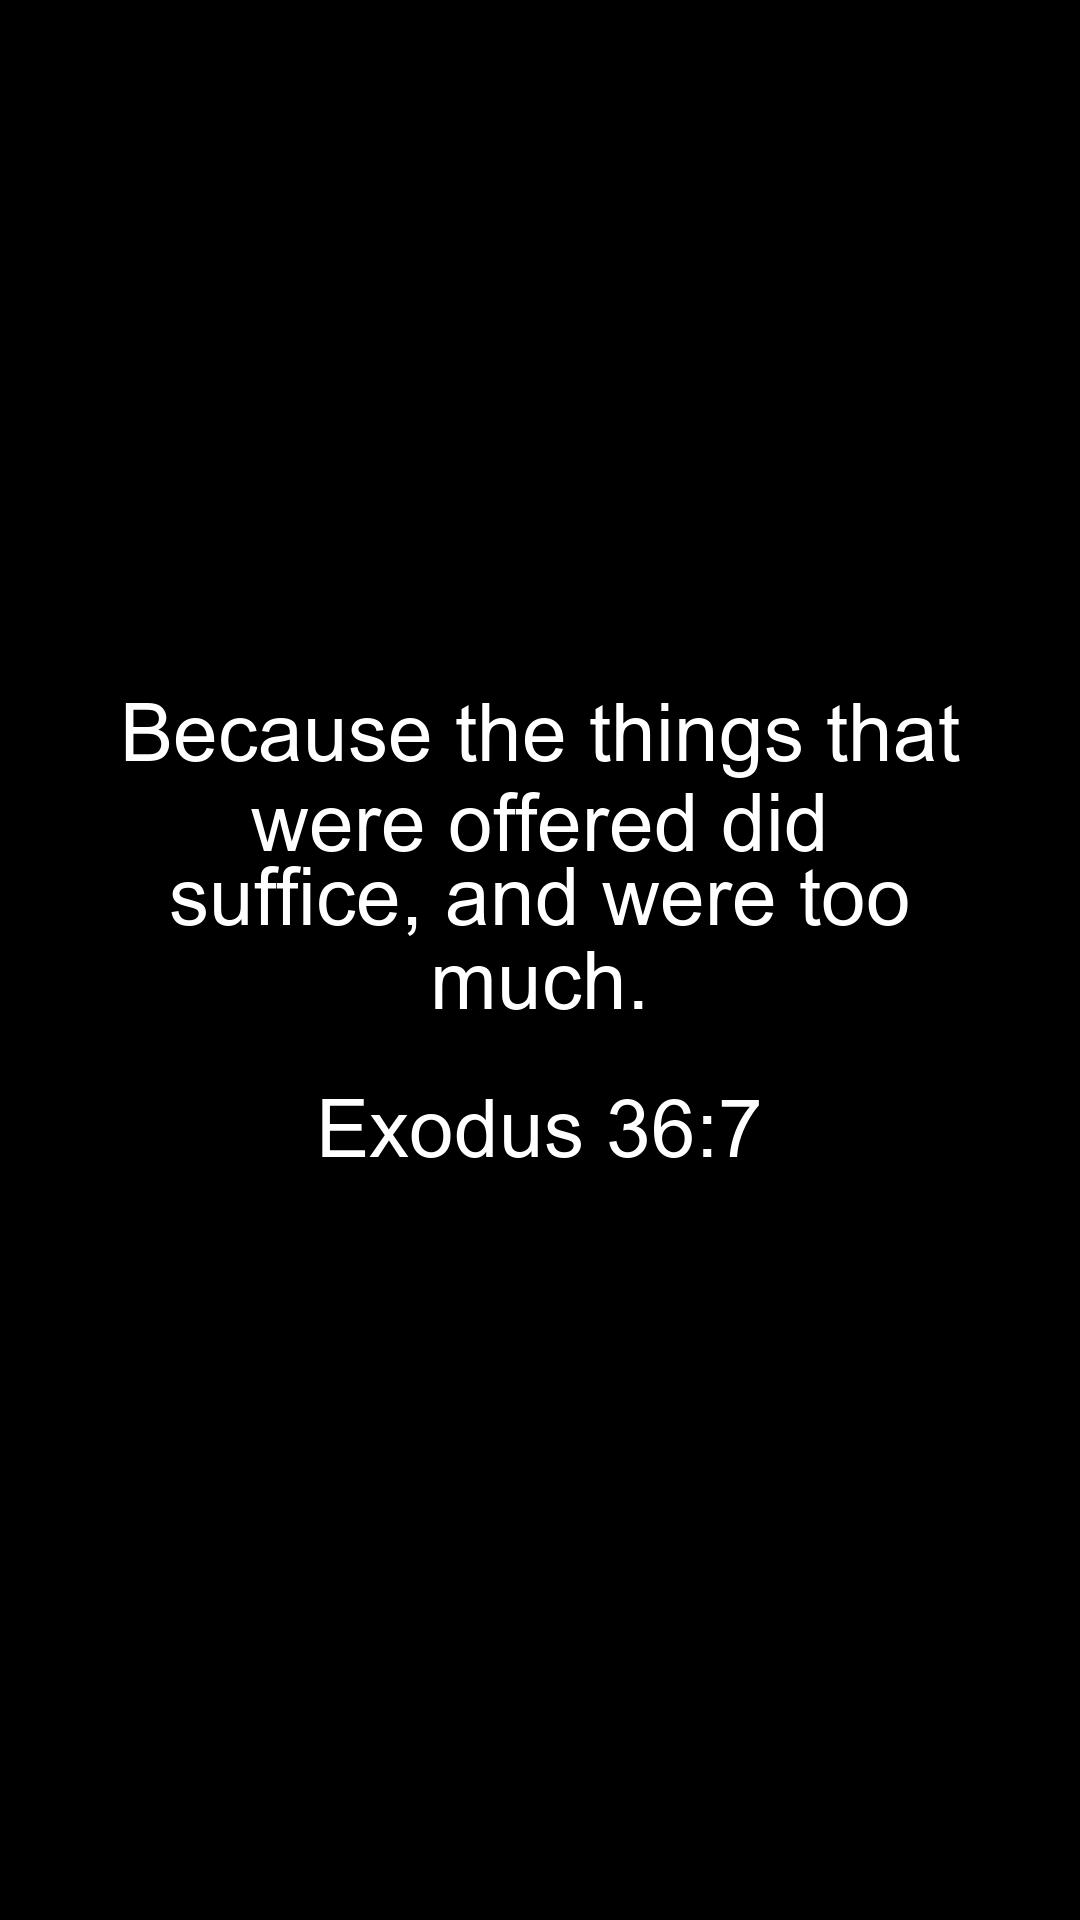 Because the things that
were offered did
suffice, and were too
much.
Exodus 36:7